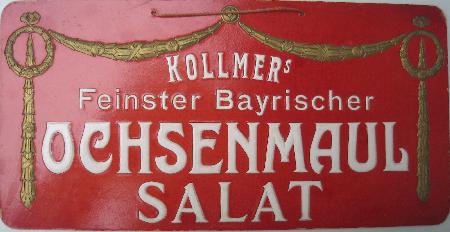 KOLLMERs
Feinster Bayrischer
OCHSENMAUL
SALAT